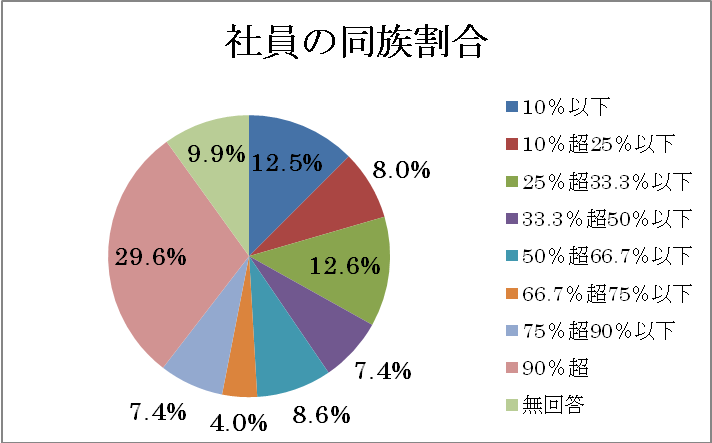 社員の同族割合
12.5%
8.0%
12.6%
7.4%
8.6%
4.0%
7.4%
29.6%
9.9%
10％以下
10％超25％以下
25％超33.3％以下
33.3％超50％以下
50％超66.7％以下
66.7％超75％以下
75％超90％以下
90％超
無回答